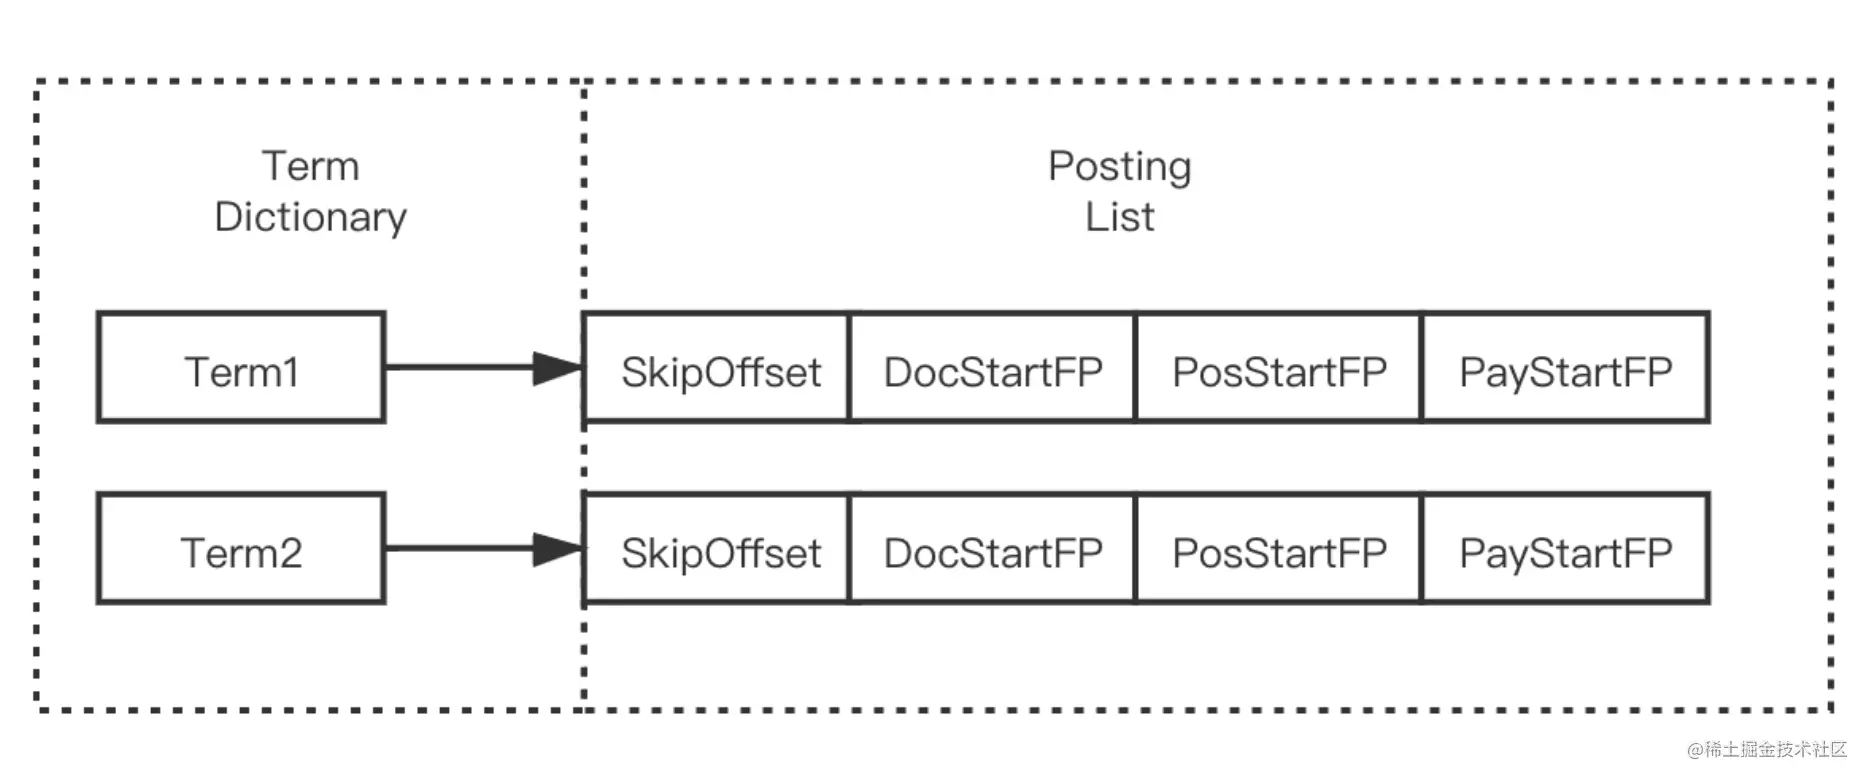 Term
Dictionary
Posting
List
Term1
SkipOffset
DocStartFP
PosStartFP
PayStartFP
Term2
SkipOffset
DocStartFP
PosStartFP
PayStartFP
@稀土掘金技术社区